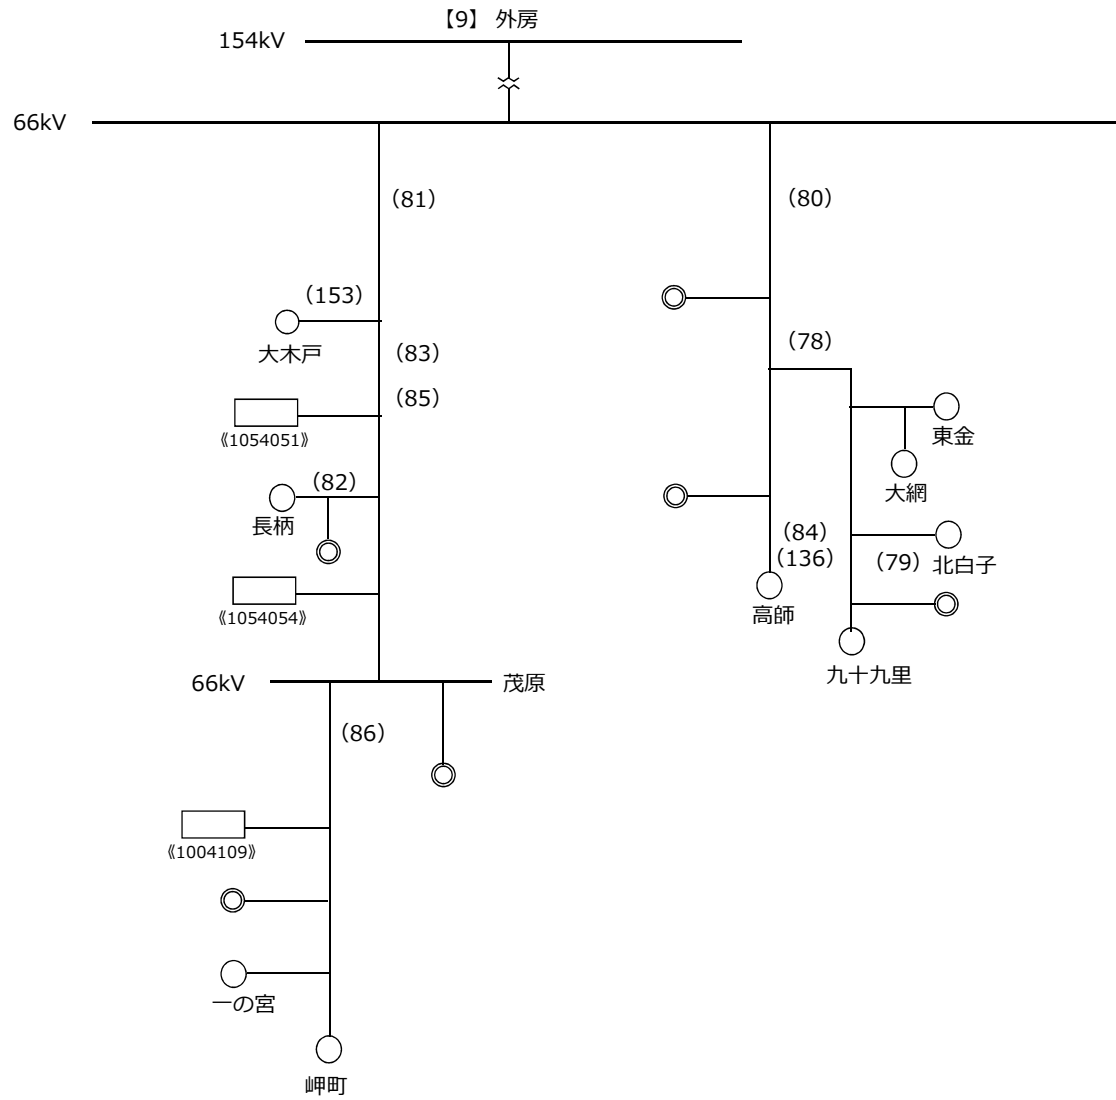 【9】 外房
154kV
66kV
（81）
（80）
（153）
大木戸
（83）
（78）
（85）
《1054051》
東金
（82）
長柄
大網
（84）
（136）
（79）
北白子
高師
《1054054》
九十九里
66kV
茂原
（86）
《1004109》
一の宮
岬町